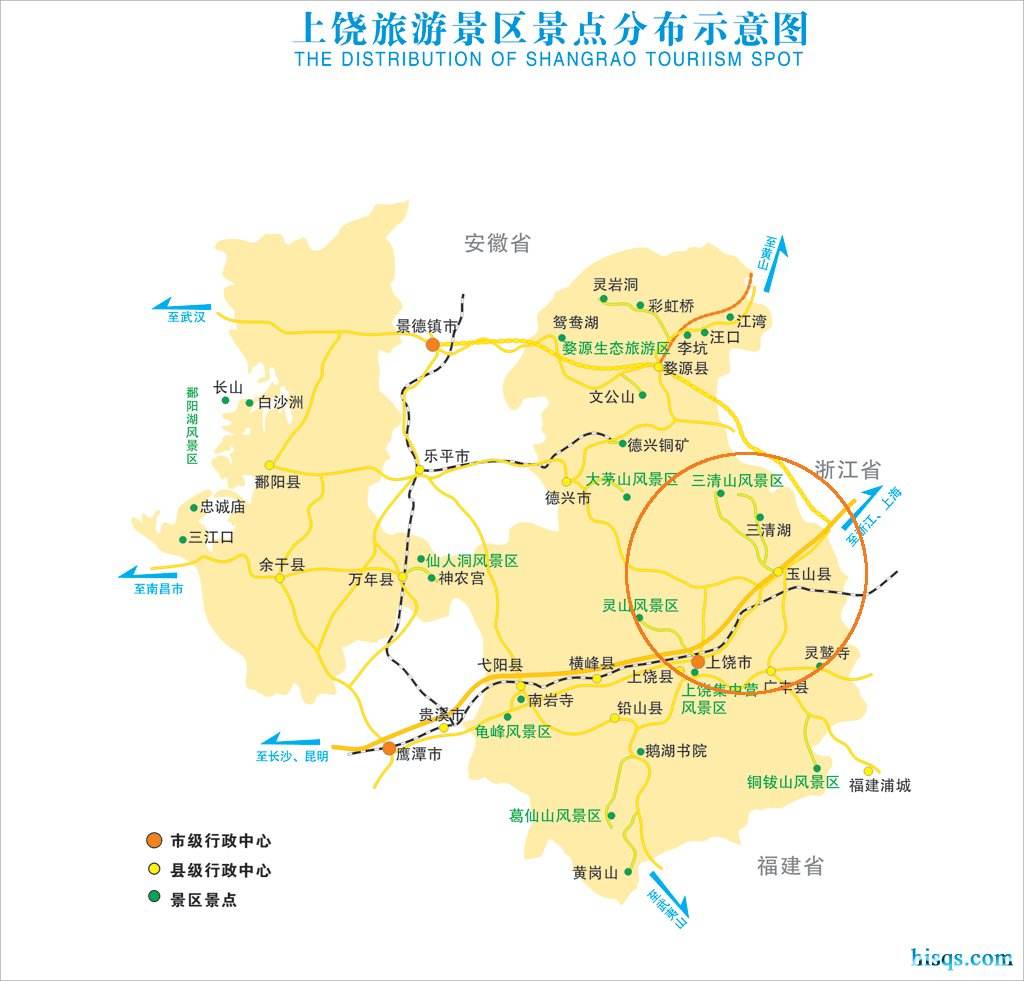 上饶旅游景区景点分布示意图
THE DISTRIBUTION OF SHANGRAO TOURIISM SPOT
安徽省
至黄山
灵岩洞
彩虹桥
至武汉
景德镇市
鸳鸯湖
江湾
汪口
婺源生态旅游区
李坑
婺源县
长山
白沙洲
鄱阳湖风景区
文公山
德兴铜矿
乐平市
浙江省
鄱阳县
大茅山风景区
三清山风景区
德兴市
忠诚庙
至浙江、上海
三清湖
三江口
余干县
仙人洞风景区
万年县
神农宫
玉山县
至南昌市
灵山风景区
弋阳县
横峰县
上饶市
灵鹫寺
上饶县
上饶集中营
风景区
广丰县
南岩寺
贵溪市
铅山县
龟峰风景区
至长沙、昆明
鹰潭市
鹅湖书院
铜钹山风景区
福建浦城
葛仙山风景区
市级行政中心
县级行政中心
景区景点
黄岗山
福建省
至武夷山
hisqs.com